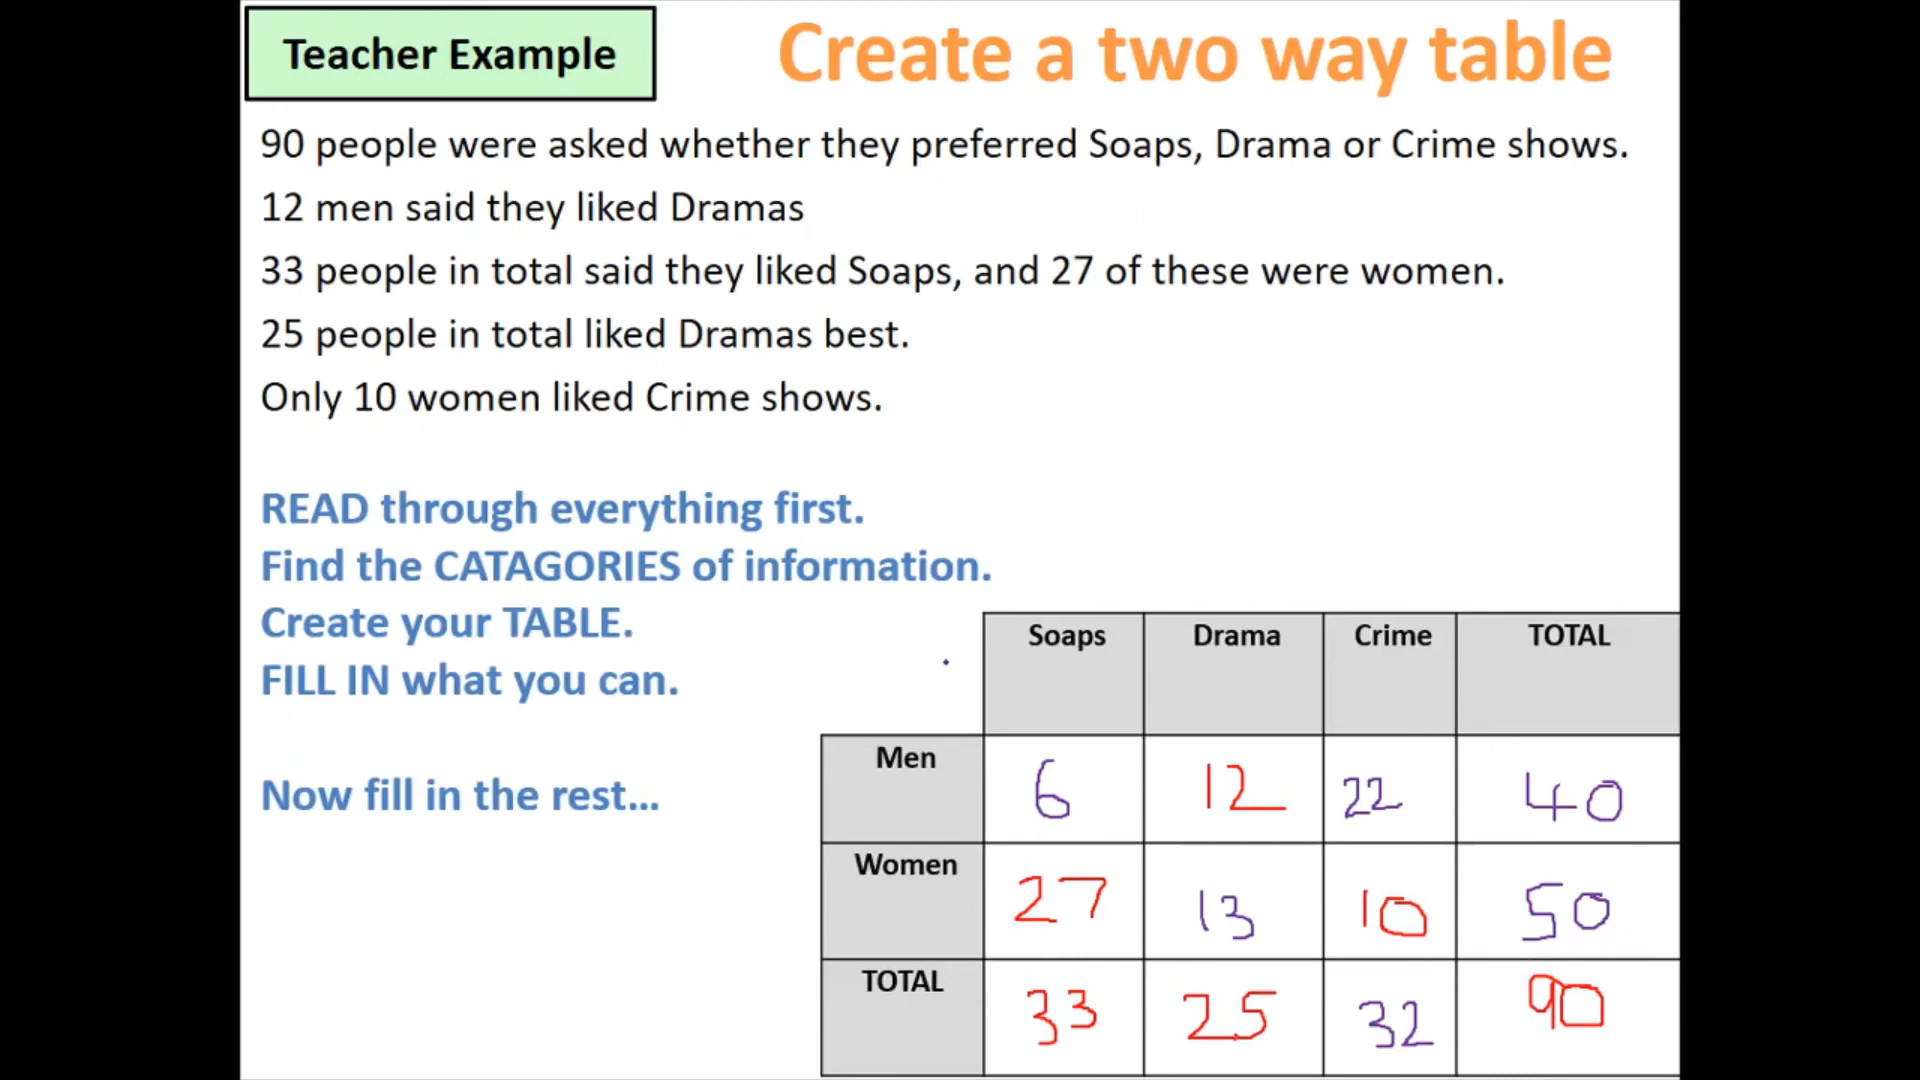 Teacher Example
Create a two way table
90 people were asked whether they preferred Soaps, Drama or Crime shows.
12 men said they liked Dramas
33 people in total said they liked Soaps, and 27 of these were women.
25 people in total liked Dramas best.
Only 10 women liked Crime shows.
READ through everything first.
Find the CATAGORIES of information.
Create your TABLE.
FILL IN what you can.
Now fill in the rest...
Soaps Drama Crime TOTAL
Men 6 12 22 40
Women 27 13 10 50
TOTAL 33 25 32 90